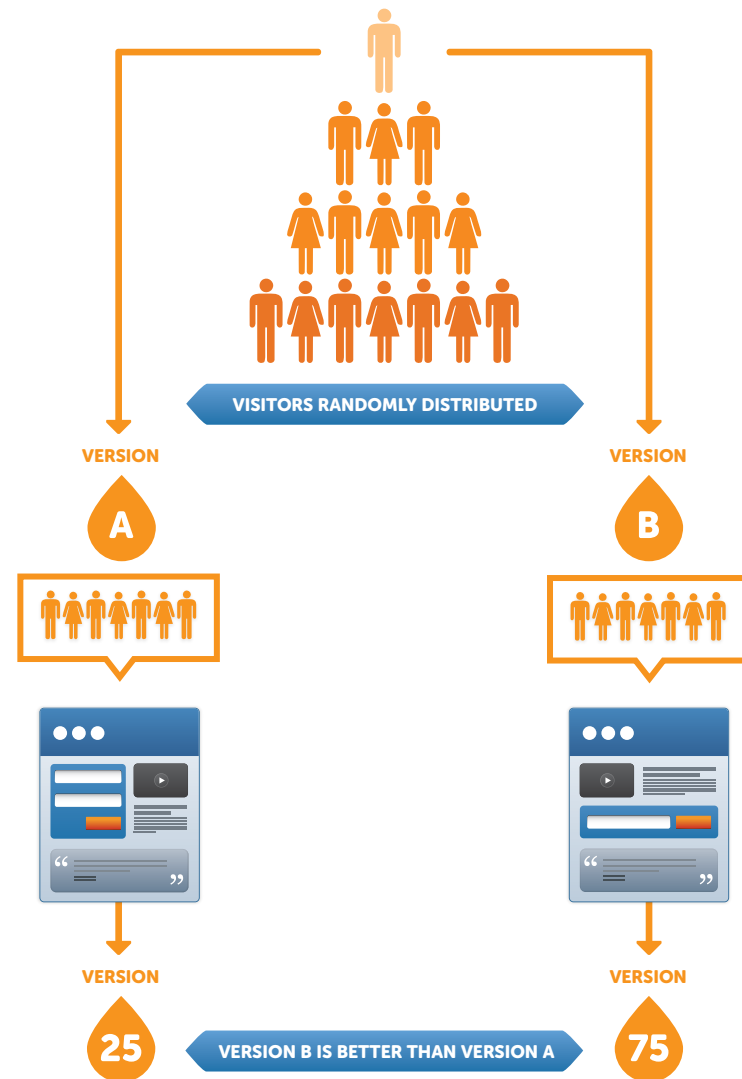 VISITORS RANDOMLY DISTRIBUTED
VERSION
VERSION
A
B
“
”
“
”
VERSION
VERSION
25
VERSION B IS BETTER THAN VERSION A
75